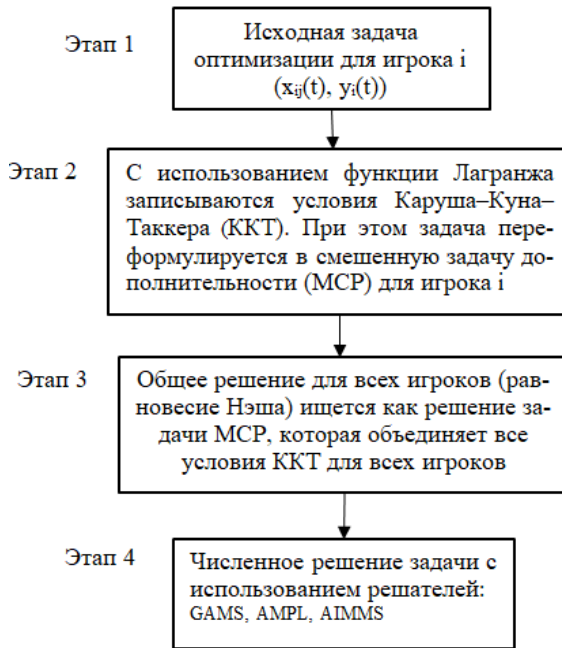 Этап 1
Исходная задача
оптимизации для игрока i
(xij(t), yi(t))
Этап 2
С использованием функции Лагранжа
записываются условия Каруша–Куна–
Таккера (ККТ). При этом задача пере-
формулируется в смешенную задачу до-
полнительности (МСР) для игрока i
Этап 3
Общее решение для всех игроков (рав-
новесие Нэша) ищется как решение за-
дачи МСР, которая объединяет все
условия ККТ для всех игроков
Этап 4
Численное решение задачи с
использованием решателей:
GAMS, AMPL, AIMMS